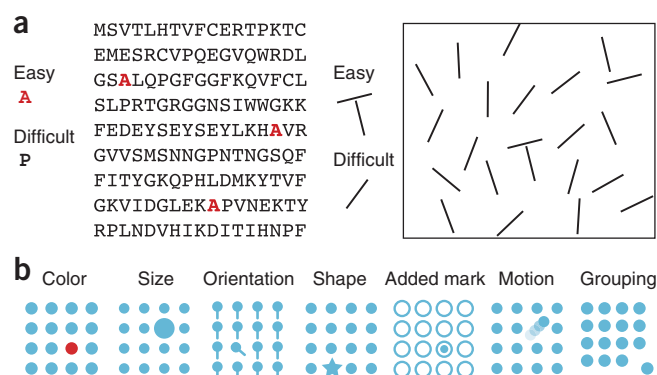 a
Easy
A
Difficult
P
MSVTLHTVFCERTPKTC
EMESRCVPQEGVQWRDL
GSALQPGFGGFKQVFCL
SLPRTGRGGNSIWWGKK
FEDEYSEYSEYLKHAVR
GVVSMSNNGPNTNGSQF
FITYGKQPHLDMKYTVF
GKVIDGLEKAPVNEKTY
RPLNDVHIKDITIHNPF
Easy
Difficult
b
Color Size Orientation Shape Added mark Motion Grouping